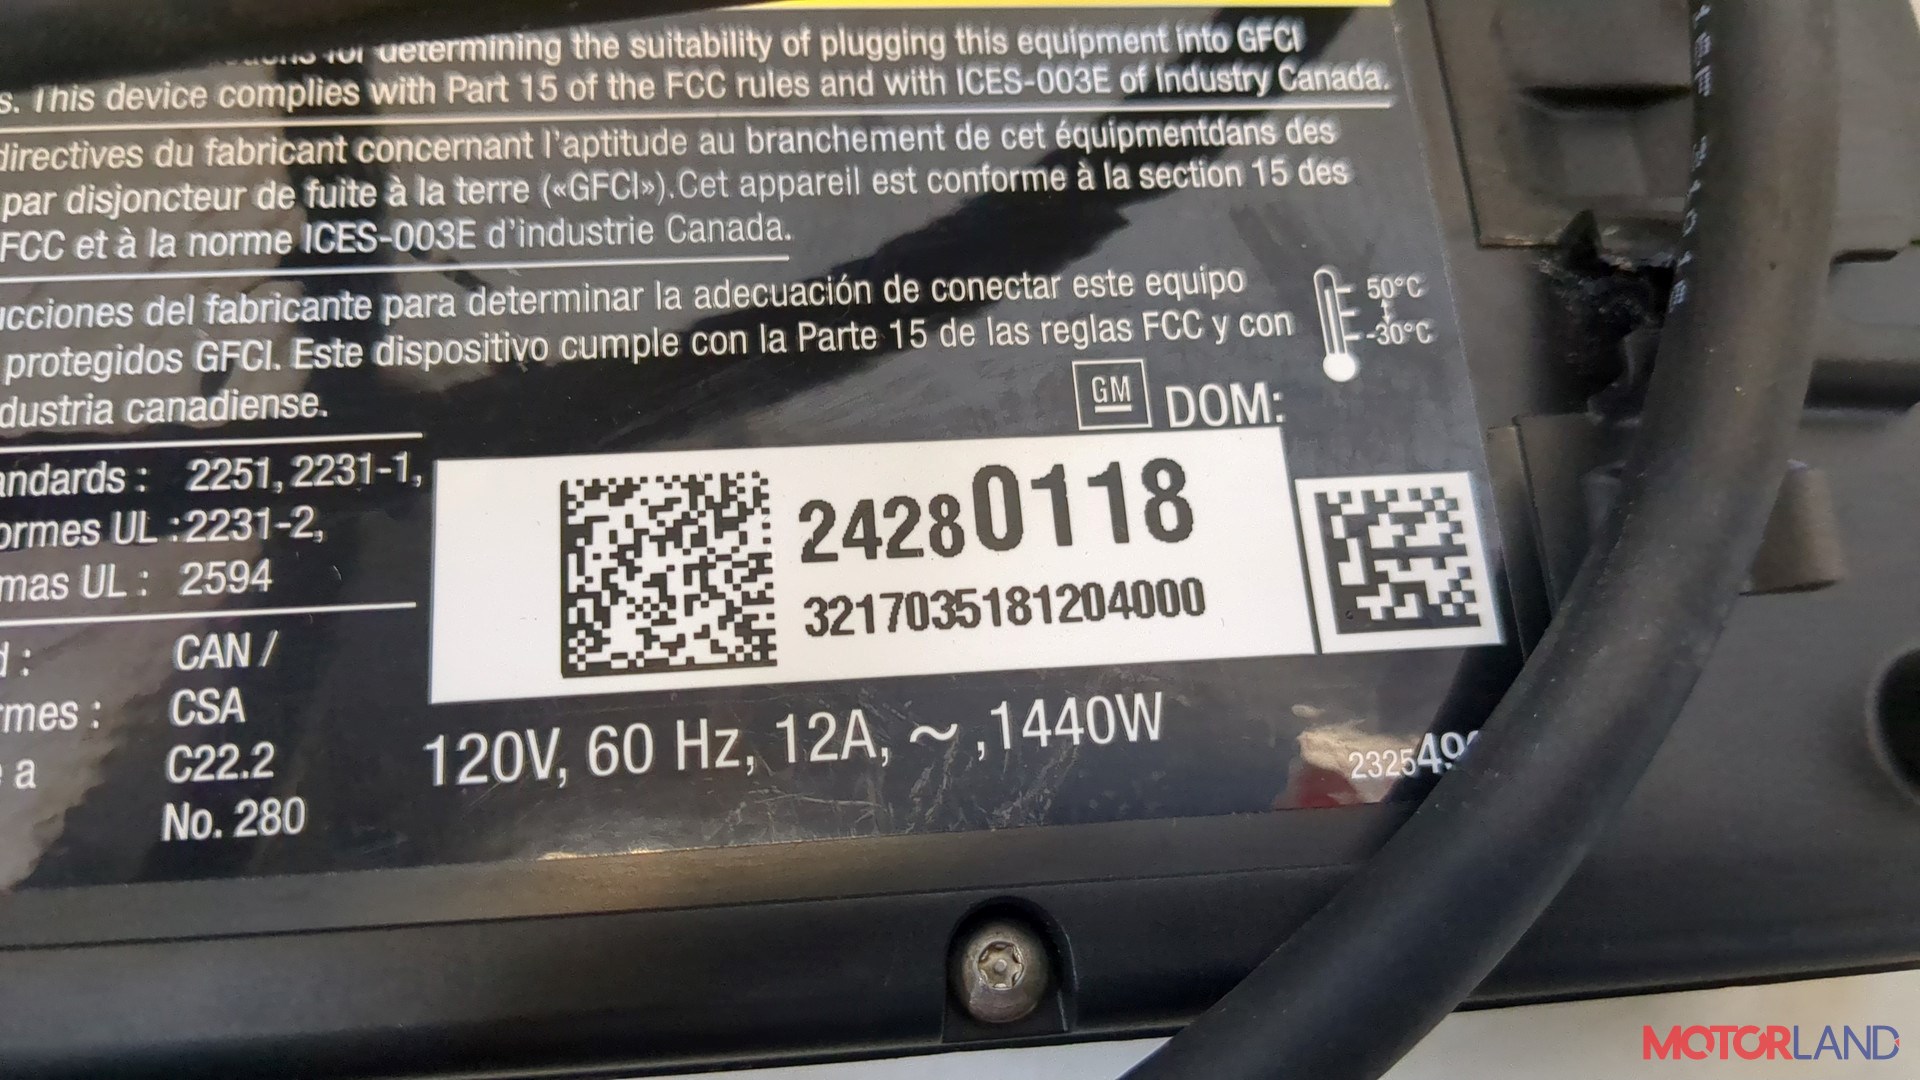 for determining the suitability of plugging this equipment into GFCI
s. This device complies with Part 15 of the FCC rules and with ICES-003E of Industry Canada.
directives du fabricant concernant l'aptitude au branchement de cet équipementdans des
par disjoncteur de fuite à la terre («GFCI»).Cet appareil est conforme à la section 15 des
FCC et à la norme ICES-003E d'industrie Canada.
ucciones del fabricante para determinar la adecuación de conectar este equipo
protegidos GFCI. Este dispositivo cumple con la Parte 15 de las reglas FCC y con
dustria canadiense.
50°C
-30°C
GM DOM:
andards : 2251, 2231-1,
ormes UL : 2231-2,
mas UL : 2594
24280118
3217035181204000
d : CAN /
rmes : CSA
a C22.2
No. 280
120V, 60 Hz, 12A, ~ ,1440W
232549
MOTORLAND